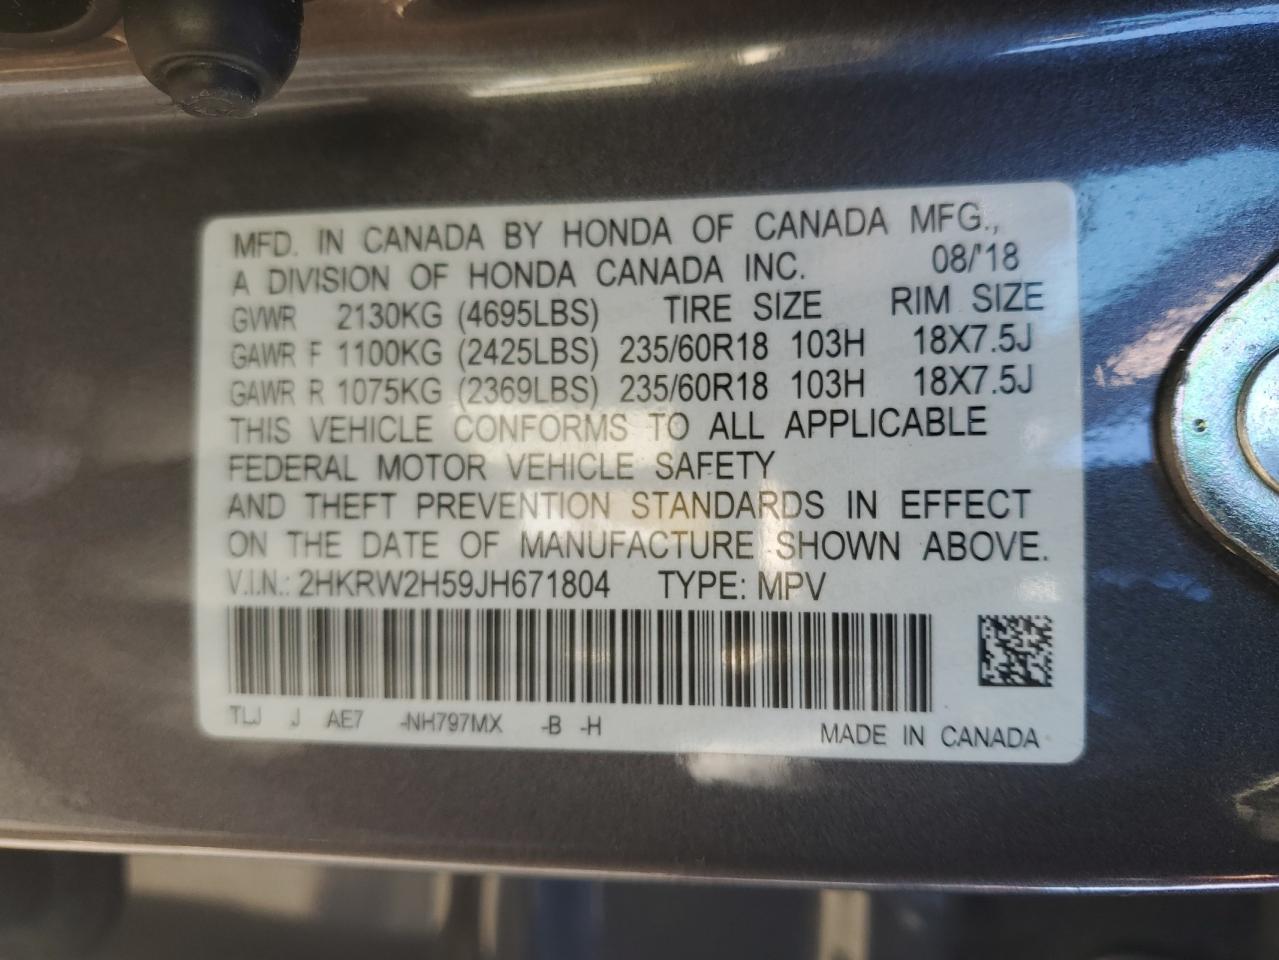 MFD. IN CANADA BY HONDA OF CANADA MFG.,
A DIVISION OF HONDA CANADA INC. 08/'18
GVWR 2130KG (4695LBS) TIRE SIZE RIM SIZE
GAWR F 1100KG (2425LBS) 235/60R18 103H 18X7.5J
GAWR R 1075KG (2369LBS) 235/60R18 103H 18X7.5J
THIS VEHICLE CONFORMS TO ALL APPLICABLE
FEDERAL MOTOR VEHICLE SAFETY
AND THEFT PREVENTION STANDARDS IN EFFECT
ON THE DATE OF MANUFACTURE SHOWN ABOVE.
V.I.N.: 2HKRW2H59JH671804 TYPE: MPV
TLJ J AE7 -NH797MX -B -H MADE IN CANADA